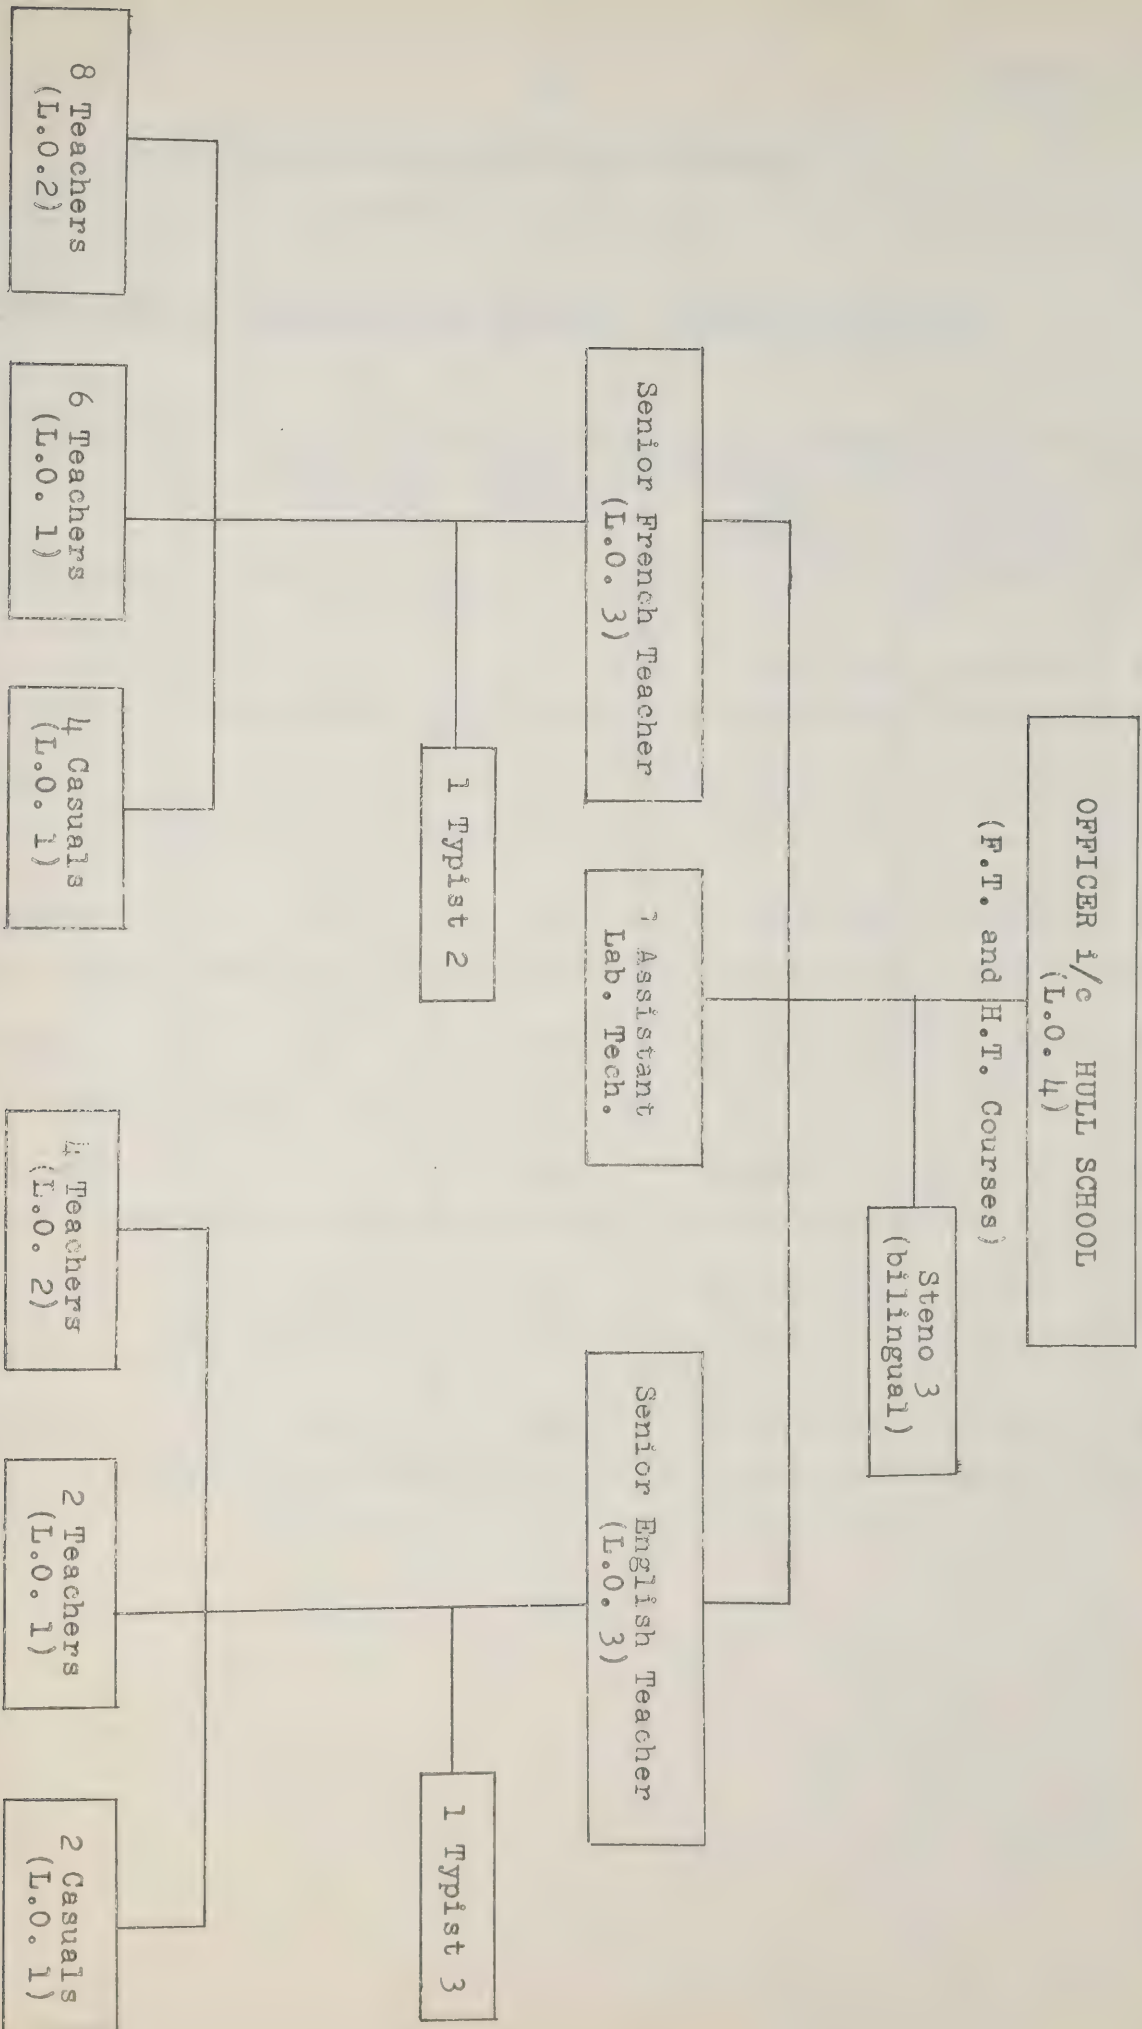 OFFICER i/c HULL SCHOOL
(L.O. 4)
(F.T. and H.T. Courses)
Steno 3
(bilingual)
Senior French Teacher
(L.O. 3)
Assistant
Lab. Tech.
Senior English Teacher
(L.O. 3)
1 Typist 2
1 Typist 3
8 Teachers
(L.O.2)
6 Teachers
(L.O. 1)
4 Casuals
(L.O. 1)
4 Teachers
(L.O. 2)
2 Teachers
(L.O. 1)
2 Casuals
(L.O. 1)